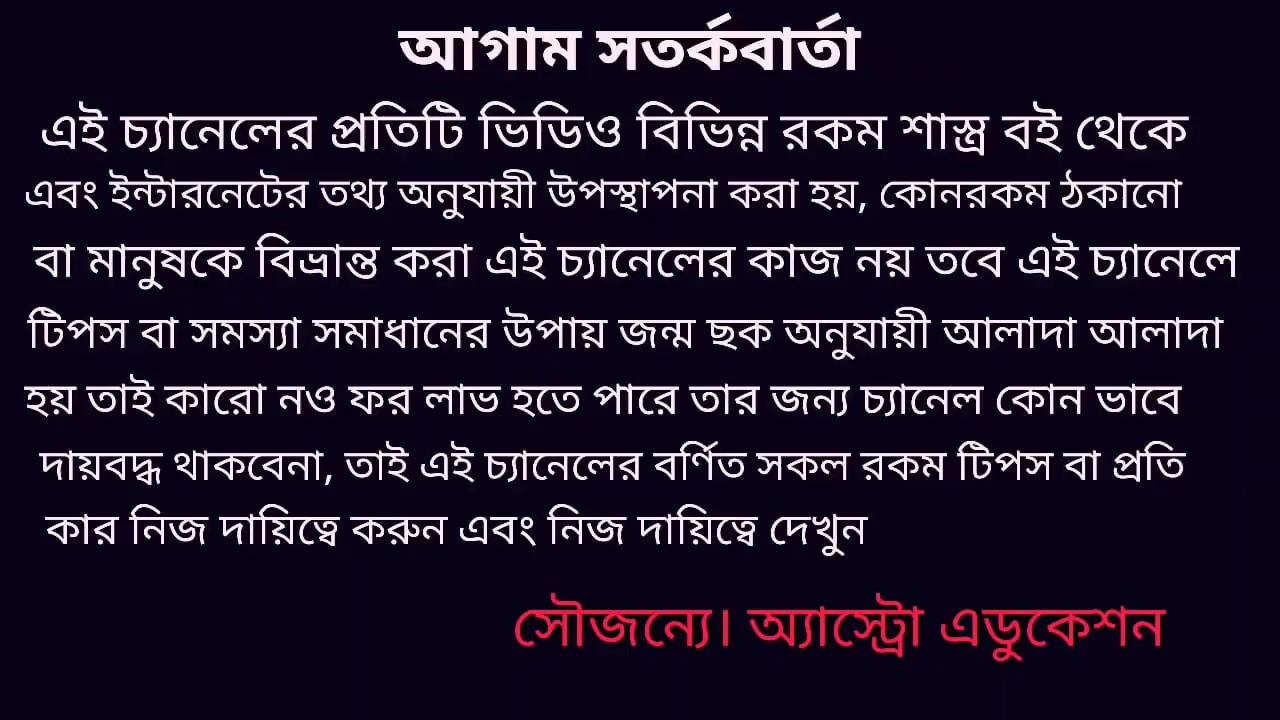 আগাম সতর্কবার্তা
এই চ্যানেলের প্রতিটি ভিডিও বিভিন্ন রকম শাস্ত্র বই থেকে
এবং ইন্টারনেটের তথ্য অনুযায়ী উপস্থাপনা করা হয়, কোনরকম ঠকানো
বা মানুষকে বিভ্রান্ত করা এই চ্যানেলের কাজ নয় তবে এই চ্যানেলে
টিপস বা সমস্যা সমাধানের উপায় জন্ম ছক অনুযায়ী আলাদা আলাদা
হয় তাই কারো নও ফর লাভ হতে পারে তার জন্য চ্যানেল কোন ভাবে
দায়বদ্ধ থাকবেনা, তাই এই চ্যানেলের বর্ণিত সকল রকম টিপস বা প্রতি
কার নিজ দায়িত্বে করুন এবং নিজ দায়িত্বে দেখুন
সৌজন্যে। অ্যাস্ট্রো এডুকেশন